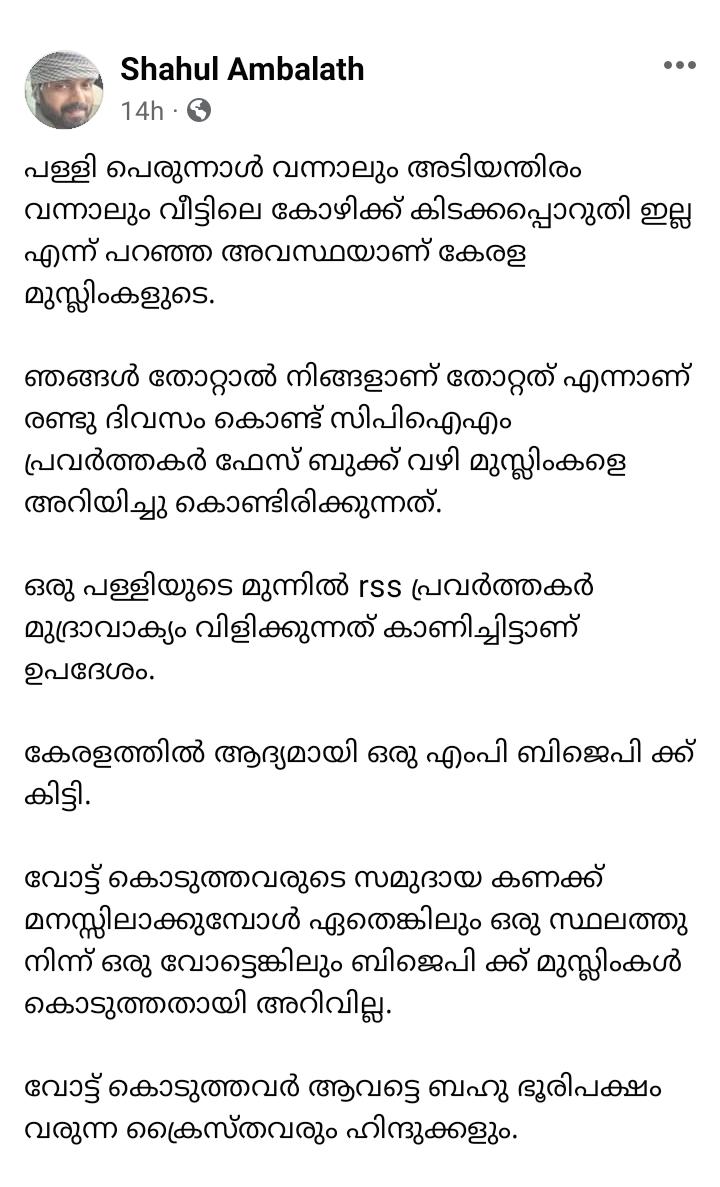 Shahul Ambalath
14h ·
പള്ളി പെരുന്നാൾ വന്നാലും അടിയന്തിരം
വന്നാലും വീട്ടിലെ കോഴിക്ക് കിടക്കപ്പൊറുതി ഇല്ല
എന്ന് പറഞ്ഞ അവസ്ഥയാണ് കേരള
മുസ്ലിംകളുടെ.
ഞങ്ങൾ തോറ്റാൽ നിങ്ങളാണ് തോറ്റത് എന്നാണ്
രണ്ടു ദിവസം കൊണ്ട് സിപിഐഎം
പ്രവർത്തകർ ഫേസ് ബുക്ക് വഴി മുസ്ലിംകളെ
അറിയിച്ചു കൊണ്ടിരിക്കുന്നത്.
ഒരു പള്ളിയുടെ മുന്നിൽ rss പ്രവർത്തകർ
മുദ്രാവാക്യം വിളിക്കുന്നത് കാണിച്ചിട്ടാണ്
ഉപദേശം.
കേരളത്തിൽ ആദ്യമായി ഒരു എംപി ബിജെപി ക്ക്
കിട്ടി.
വോട്ട് കൊടുത്തവരുടെ സമുദായ കണക്ക്
മനസ്സിലാക്കുമ്പോൾ ഏതെങ്കിലും ഒരു സ്ഥലത്തു
നിന്ന് ഒരു വോട്ടെങ്കിലും ബിജെപി ക്ക് മുസ്ലിംകൾ
കൊടുത്തതായി അറിവില്ല.
വോട്ട് കൊടുത്തവർ ആവട്ടെ ബഹു ഭൂരിപക്ഷം
വരുന്ന ക്രൈസ്തവരും ഹിന്ദുക്കളും.